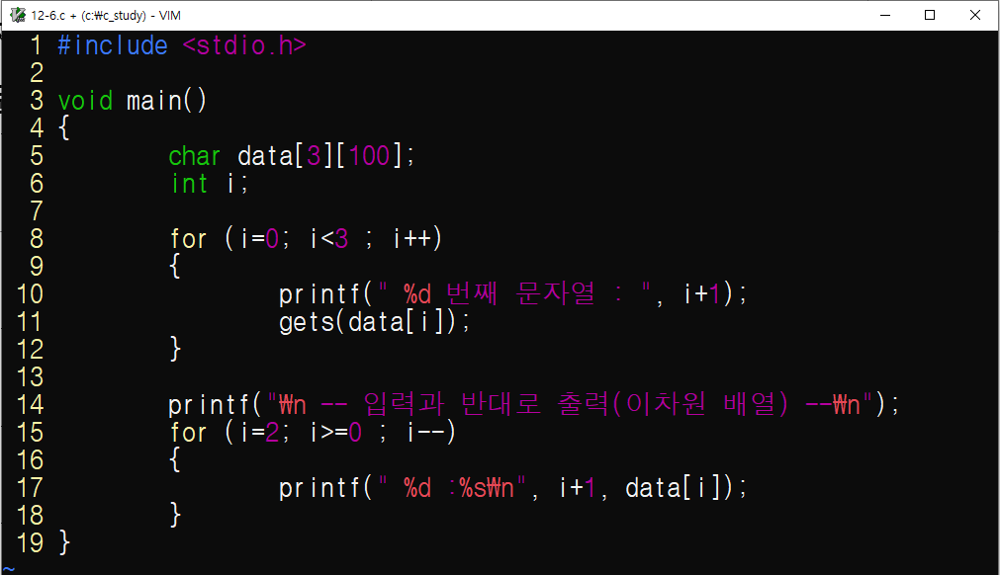 12-6.c + (c:₩c_study) - VIM
1 #include <stdio.h>
2
3 void main()
4 {
5 char data[3][100];
6 int i;
7
8 for (i=0; i<3 ; i++)
9 {
10 printf(" %d 번째 문자열 : ", i+1);
11 gets(data[i]);
12 }
13
14 printf("₩n -- 입력과 반대로 출력(이차원 배열) --₩n");
15 for (i=2; i>=0 ; i--)
16 {
17 printf(" %d :%s₩n", i+1, data[i]);
18 }
19 }
~